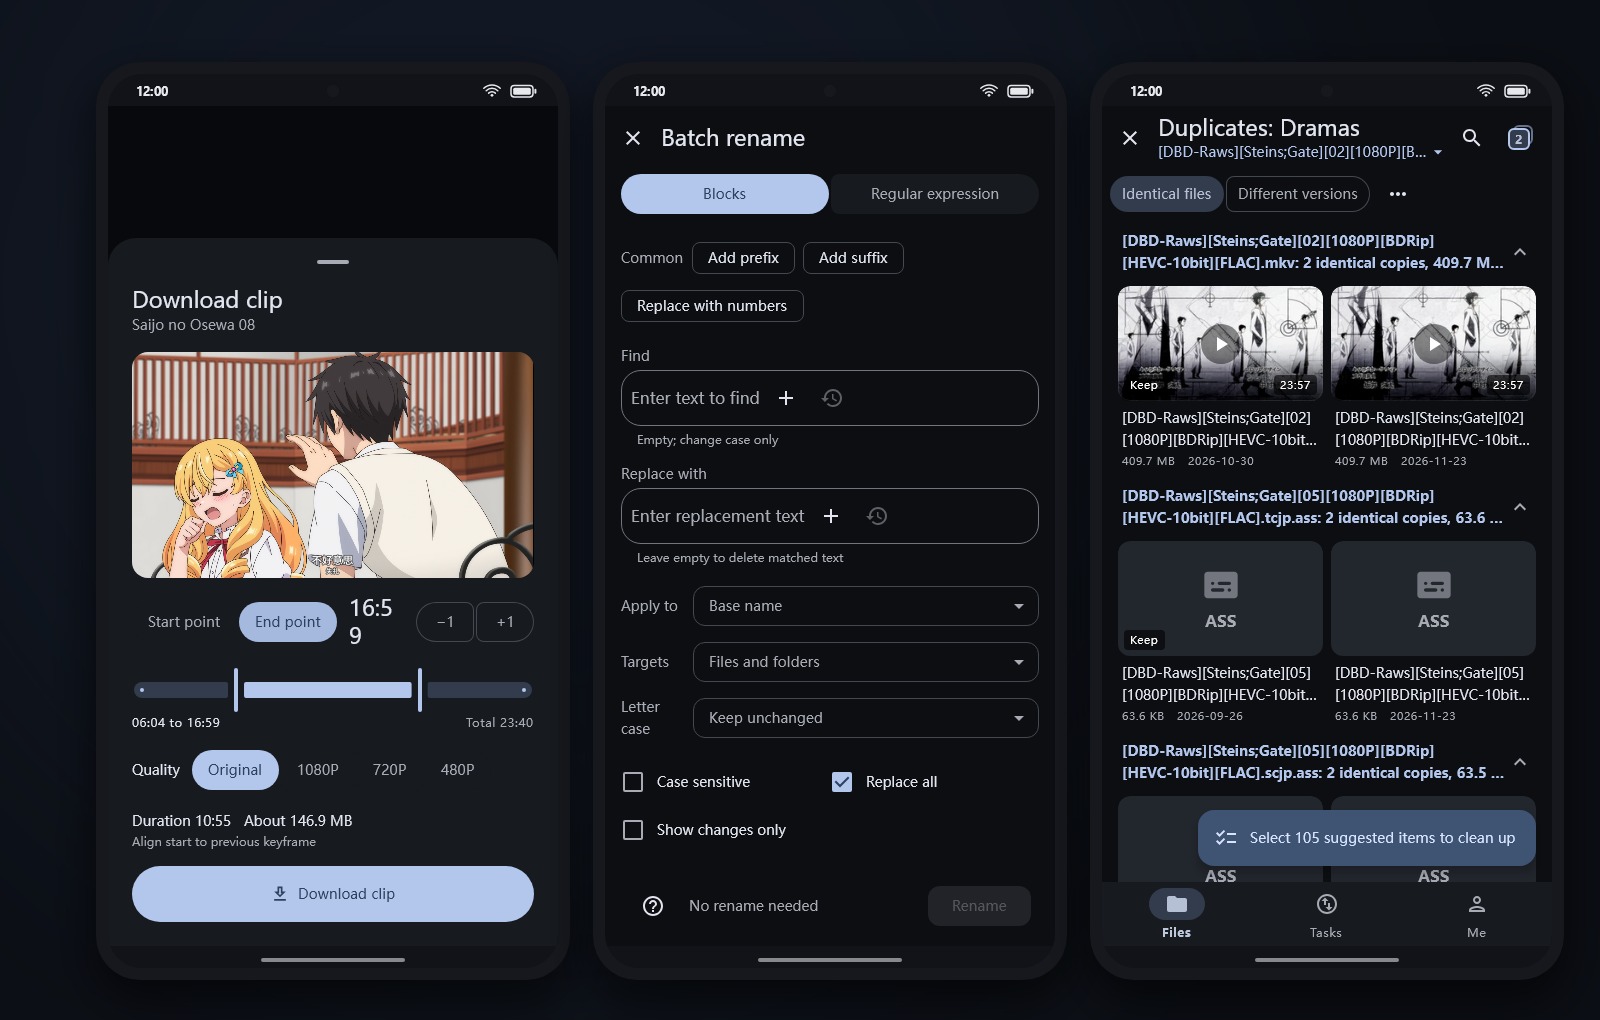 12:00
Download clip
Saijo no Osewa 08
不好意思
失礼
Start point
End point
16:5
9
−1
+1
06:04 to 16:59
Total 23:40
Quality
Original
1080P
720P
480P
Duration 10:55 About 146.9 MB
Align start to previous keyframe
Download clip
12:00
Batch rename
Blocks
Regular expression
Common
Add prefix
Add suffix
Replace with numbers
Find
Enter text to find
Empty; change case only
Replace with
Enter replacement text
Leave empty to delete matched text
Apply to
Base name
Targets
Files and folders
Letter
case
Keep unchanged
Case sensitive
Replace all
Show changes only
No rename needed
Rename
12:00
Duplicates: Dramas
[DBD-Raws][Steins;Gate][02][1080P][B...
2
Identical files
Different versions
[DBD-Raws][Steins;Gate][02][1080P][BDRip]
[HEVC-10bit][FLAC].mkv: 2 identical copies, 409.7 M...
Keep
23:57
23:57
[DBD-Raws][Steins;Gate][02]
[1080P][BDRip][HEVC-10bit...
409.7 MB 2026-10-30
[DBD-Raws][Steins;Gate][02]
[1080P][BDRip][HEVC-10bit...
409.7 MB 2026-11-23
[DBD-Raws][Steins;Gate][05][1080P][BDRip]
[HEVC-10bit][FLAC].tcjp.ass: 2 identical copies, 63.6 ...
ASS
Keep
ASS
[DBD-Raws][Steins;Gate][05]
[1080P][BDRip][HEVC-10bit...
63.6 KB 2026-09-26
[DBD-Raws][Steins;Gate][05]
[1080P][BDRip][HEVC-10bit...
63.6 KB 2026-11-23
[DBD-Raws][Steins;Gate][05][1080P][BDRip]
[HEVC-10bit][FLAC].scjp.ass: 2 identical copies, 63.5 ...
Select 105 suggested items to clean up
ASS
ASS
Files
Tasks
Me